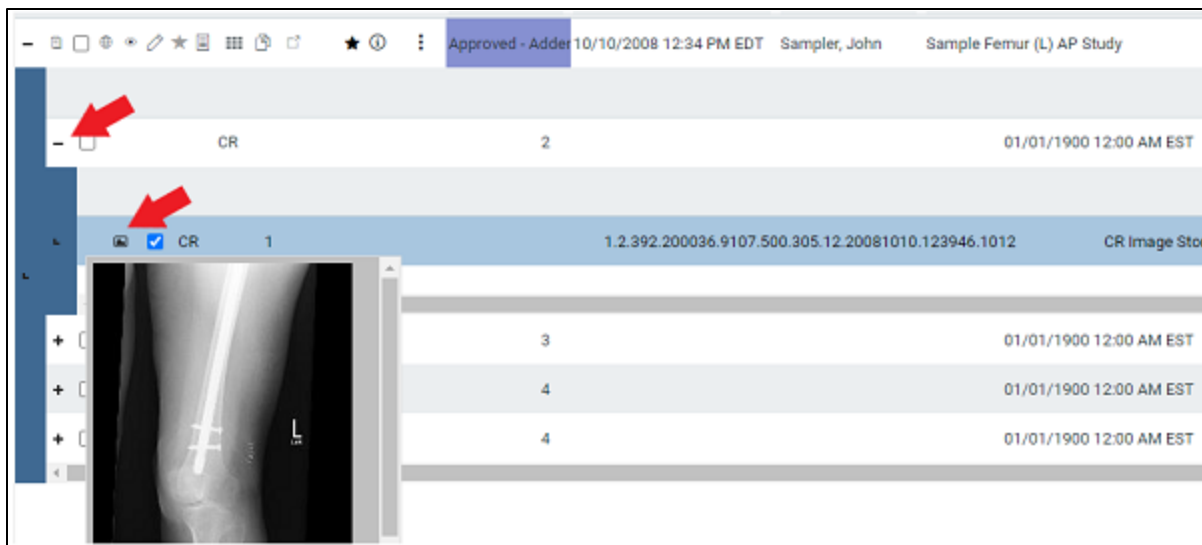 Approved - Adder 10/10/2008 12:34 PM EDT Sampler, John Sample Femur (L) AP Study
CR 2 01/01/1900 12:00 AM EST
CR 1 1.2.392.200036.9107.500.305.12.20081010.123946.1012 CR Image Sto
L
3 01/01/1900 12:00 AM EST
4 01/01/1900 12:00 AM EST
4 01/01/1900 12:00 AM EST